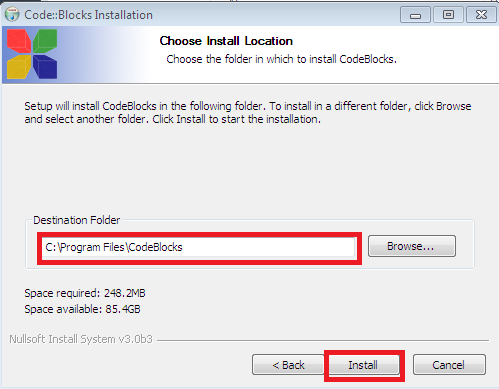 Code::Blocks Installation
Choose Install Location
Choose the folder in which to install CodeBlocks.
Setup will install CodeBlocks in the following folder. To install in a different folder, click Browse
and select another folder. Click Install to start the installation.
Destination Folder
C:\Program Files\CodeBlocks
Browse...
Space required: 248.2MB
Space available: 85.4GB
Nullsoft Install System v3.0b3
< Back
Install
Cancel